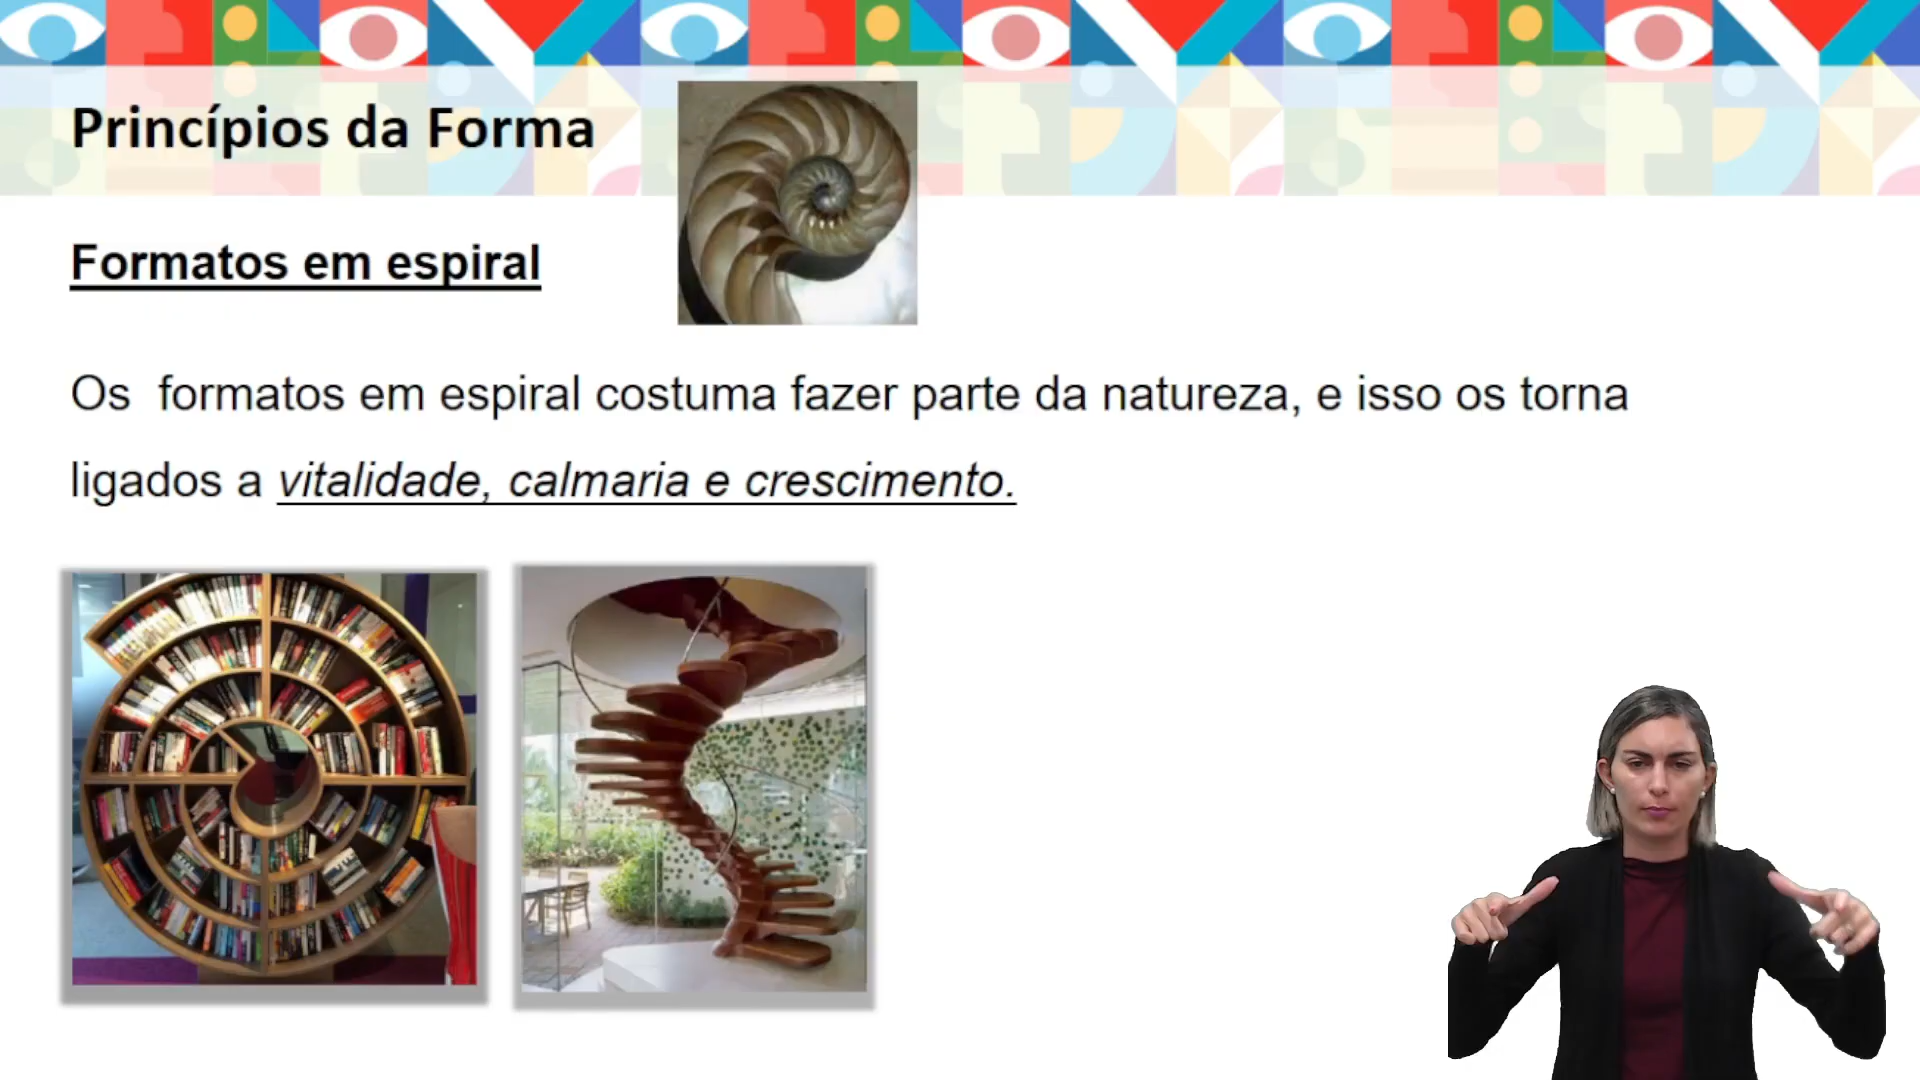 Princípios da Forma
Formatos em espiral
Os formatos em espiral costuma fazer parte da natureza, e isso os torna
ligados a vitalidade, calmaria e crescimento.